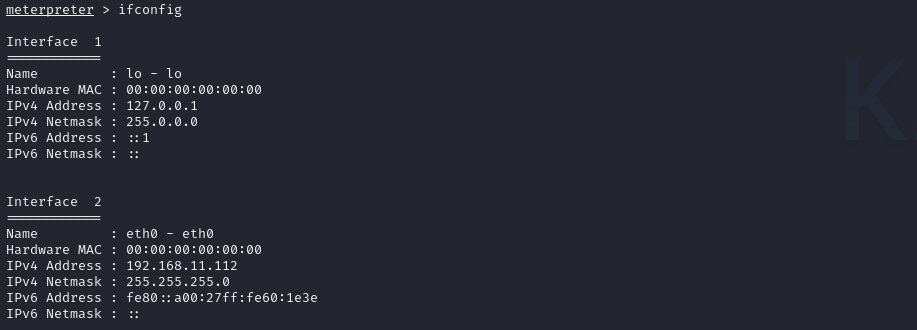 meterpreter > ifconfig
Interface  1
============
Name         : lo - lo
Hardware MAC : 00:00:00:00:00:00
IPv4 Address : 127.0.0.1
IPv4 Netmask : 255.0.0.0
IPv6 Address : ::1
IPv6 Netmask : ::
Interface  2
============
Name         : eth0 - eth0
Hardware MAC : 00:00:00:00:00:00
IPv4 Address : 192.168.11.112
IPv4 Netmask : 255.255.255.0
IPv6 Address : fe80::a00:27ff:fe60:1e3e
IPv6 Netmask : ::
K